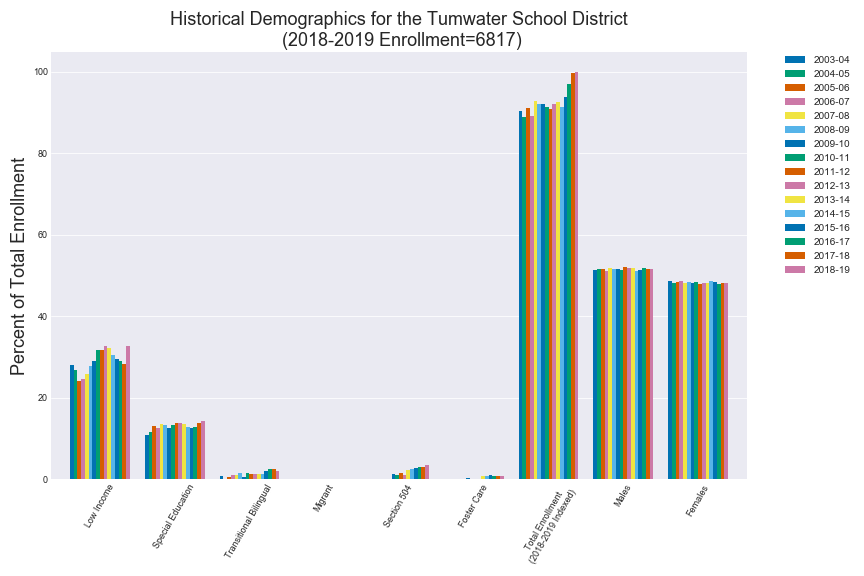 Historical Demographics for the Tumwater School District
(2018-2019 Enrollment=6817)
Percent of Total Enrollment
100
80
60
40
20
0
Low Income
Special Education
Transitional Bilingual
Migrant
Section 504
Foster Care
Total Enrollment
(2018-2019 Indexed)
Males
Females
2003-04
2004-05
2005-06
2006-07
2007-08
2008-09
2009-10
2010-11
2011-12
2012-13
2013-14
2014-15
2015-16
2016-17
2017-18
2018-19